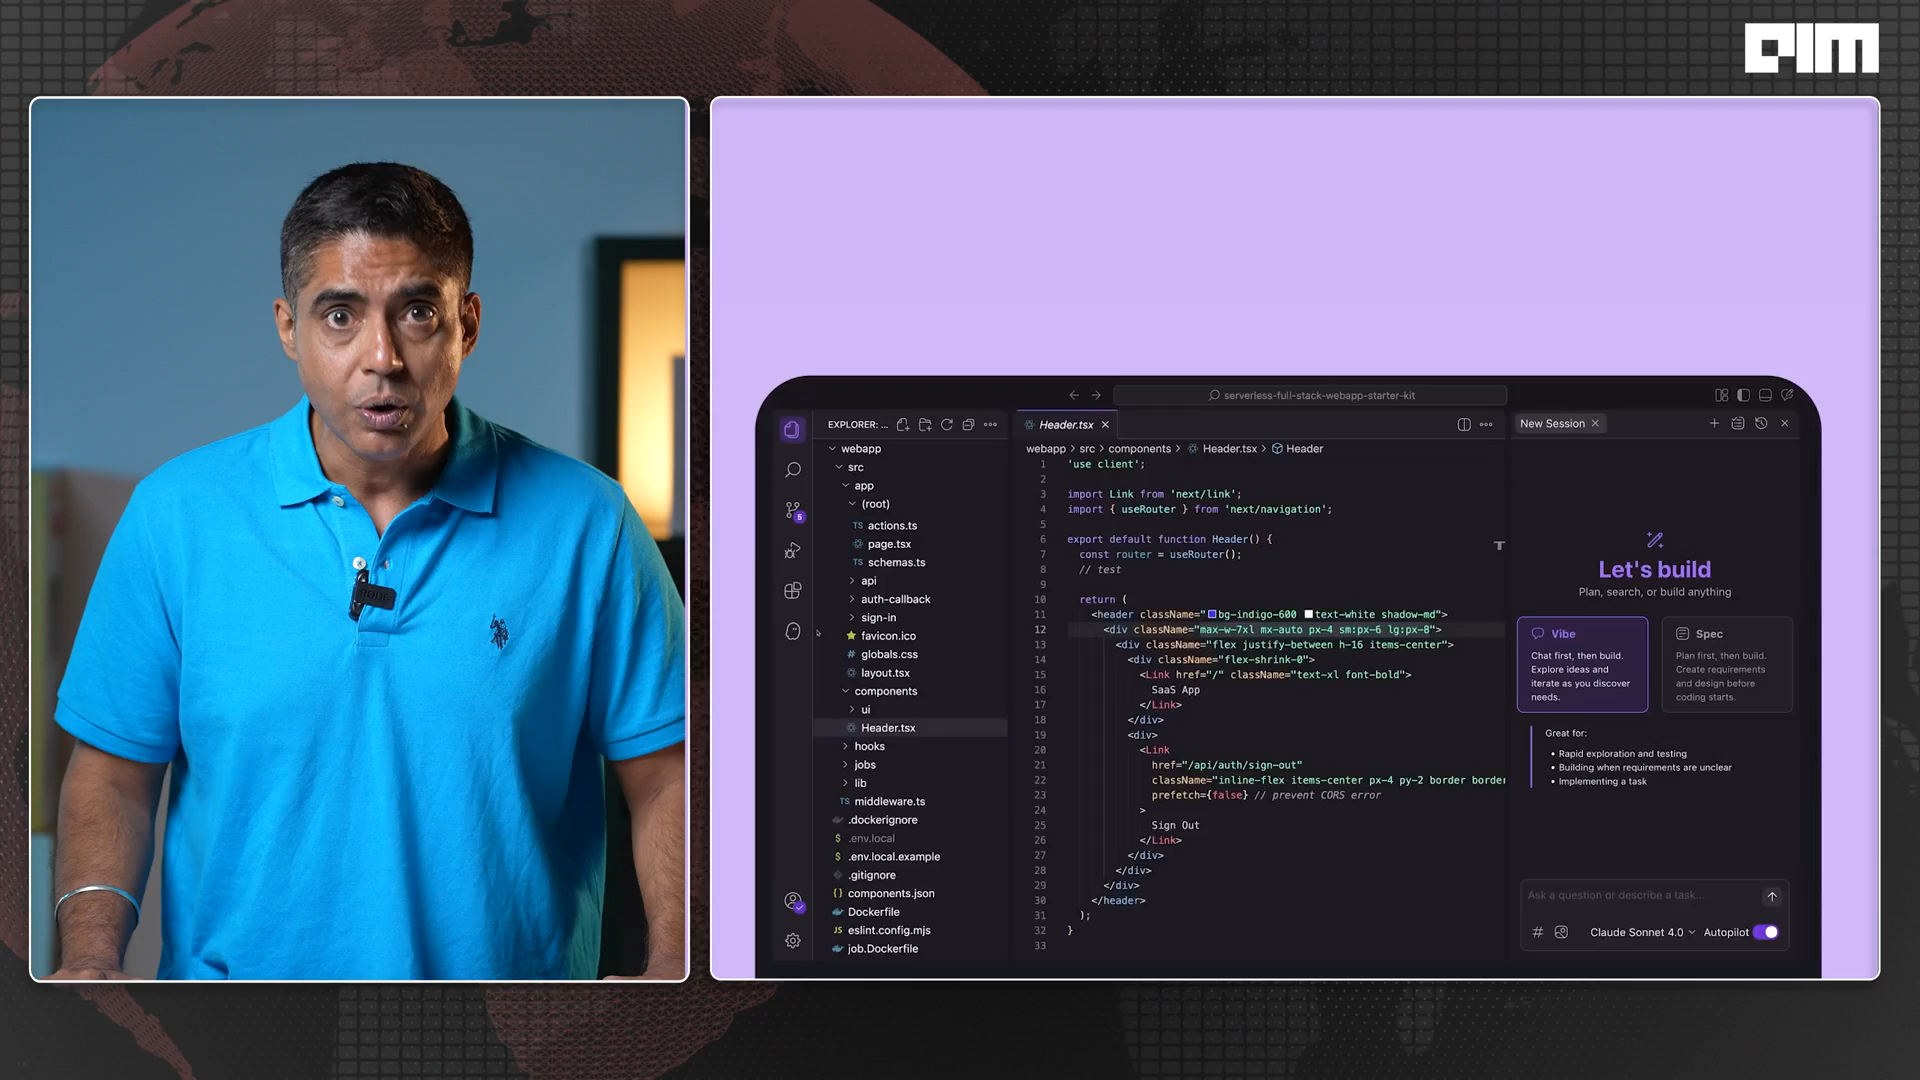 aim
RODE
serverless-full-stack-webapp-starter-kit
EXPLORER: ...
webapp
src
app
(root)
TS actions.ts
page.tsx
TS schemas.ts
api
auth-callback
sign-in
favicon.ico
# globals.css
layout.tsx
components
ui
Header.tsx
hooks
jobs
lib
TS middleware.ts
.dockerignore
$ .env.local
$ .env.local.example
.gitignore
{} components.json
Dockerfile
JS eslint.config.mjs
job.Dockerfile
5
Header.tsx
webapp > src > components > Header.tsx > Header
1 'use client';
2
3 import Link from 'next/link';
4 import { useRouter } from 'next/navigation';
5
6 export default function Header() {
7 const router = useRouter();
8 // test
9
10 return (
11 <header className="bg-indigo-600 text-white shadow-md">
12 <div className="max-w-7xl mx-auto px-4 sm:px-6 lg:px-8">
13 <div className="flex justify-between h-16 items-center">
14 <div className="flex-shrink-0">
15 <Link href="/" className="text-xl font-bold">
16 SaaS App
17 </Link>
18 </div>
19 <div>
20 <Link
21 href="/api/auth/sign-out"
22 className="inline-flex items-center px-4 py-2 border border
23 prefetch={false} // prevent CORS error
24 >
25 Sign Out
26 </Link>
27 </div>
28 </div>
29 </div>
30 </header>
31 );
32 }
33
New Session
Let's build
Plan, search, or build anything
Vibe
Chat first, then build.
Explore ideas and
iterate as you discover
needs.
Spec
Plan first, then build.
Create requirements
and design before
coding starts.
Great for:
• Rapid exploration and testing
• Building when requirements are unclear
• Implementing a task
Ask a question or describe a task...
# Claude Sonnet 4.0 Autopilot